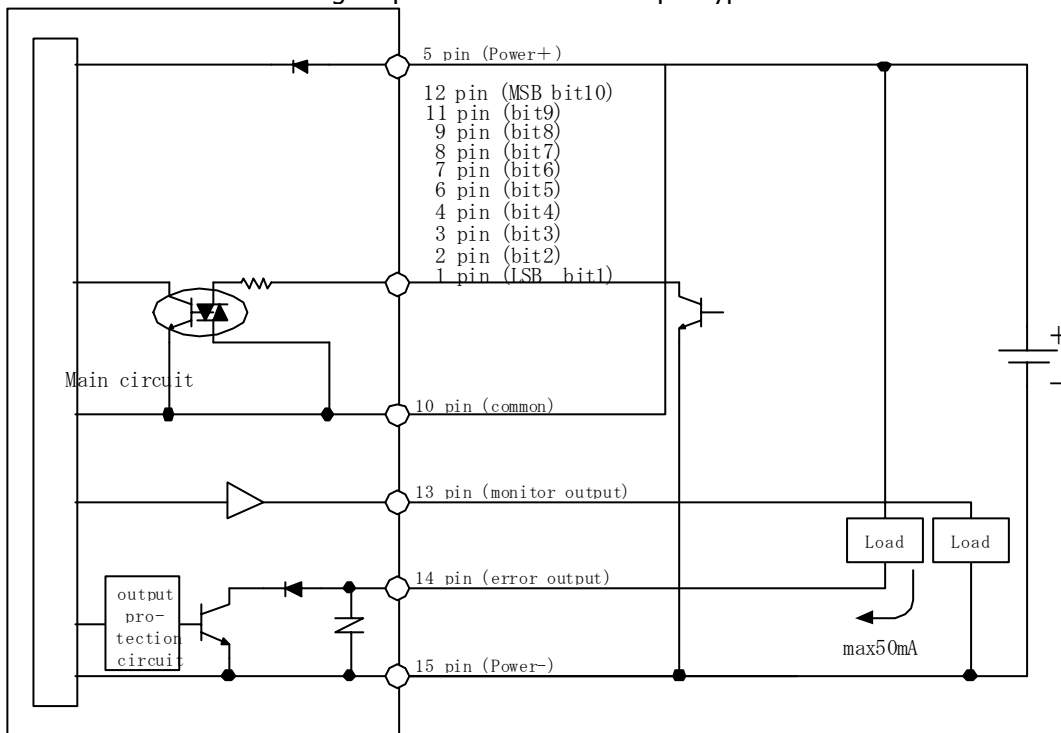 5 pin (Power+)
12 pin (MSB bit10)
11 pin (bit9)
9 pin (bit8)
8 pin (bit7)
7 pin (bit6)
6 pin (bit5)
4 pin (bit4)
3 pin (bit3)
2 pin (bit2)
1 pin (LSB bit1)
+
-
Main circuit
10 pin (common)
13 pin (monitor output)
Load
Load
14 pin (error output)
output
pro-
tection
circuit
max50mA
15 pin (Power-)